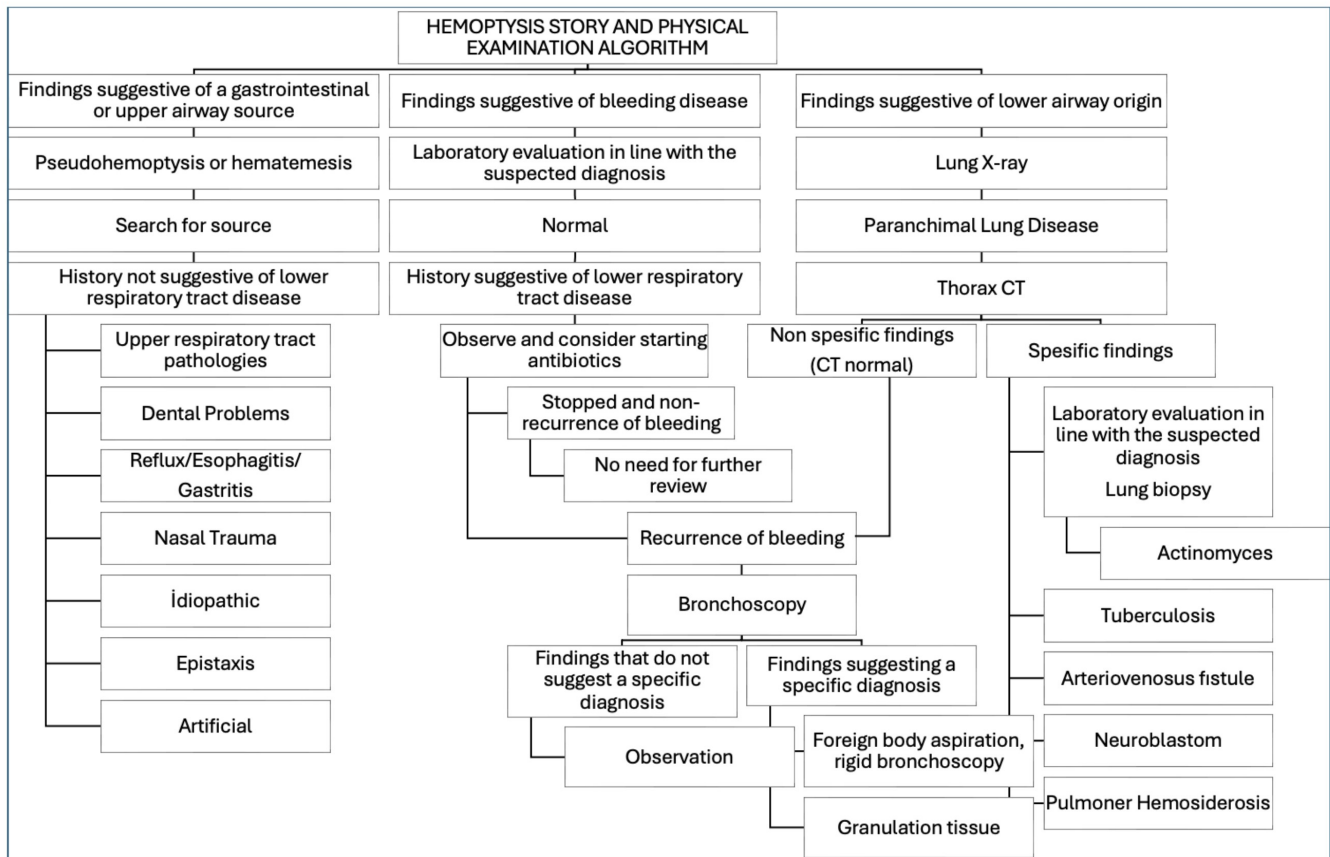 HEMOPTYSIS STORY AND PHYSICAL
EXAMINATION ALGORITHM
Findings suggestive of a gastrointestinal
or upper airway source
Pseudohemoptysis or hematemesis
Search for source
History not suggestive of lower
respiratory tract disease
Upper respiratory tract
pathologies
Dental Problems
Reflux/Esophagitis/
Gastritis
Nasal Trauma
İdiopathic
Epistaxis
Artificial
Findings suggestive of bleeding disease
Laboratory evaluation in line with the
suspected diagnosis
Normal
History suggestive of lower respiratory
tract disease
Observe and consider starting
antibiotics
Stopped and non-
recurrence of bleeding
No need for further
review
Recurrence of bleeding
Bronchoscopy
Findings that do not
suggest a specific
diagnosis
Observation
Findings suggesting a
specific diagnosis
Foreign body aspiration,
rigid bronchoscopy
Granulation tissue
Findings suggestive of lower airway origin
Lung X-ray
Paranchimal Lung Disease
Thorax CT
Non spesific findings
(CT normal)
Spesific findings
Laboratory evaluation in
line with the suspected
diagnosis
Lung biopsy
Actinomyces
Tuberculosis
Arteriovenosus fıstule
Neuroblastom
Pulmoner Hemosiderosis